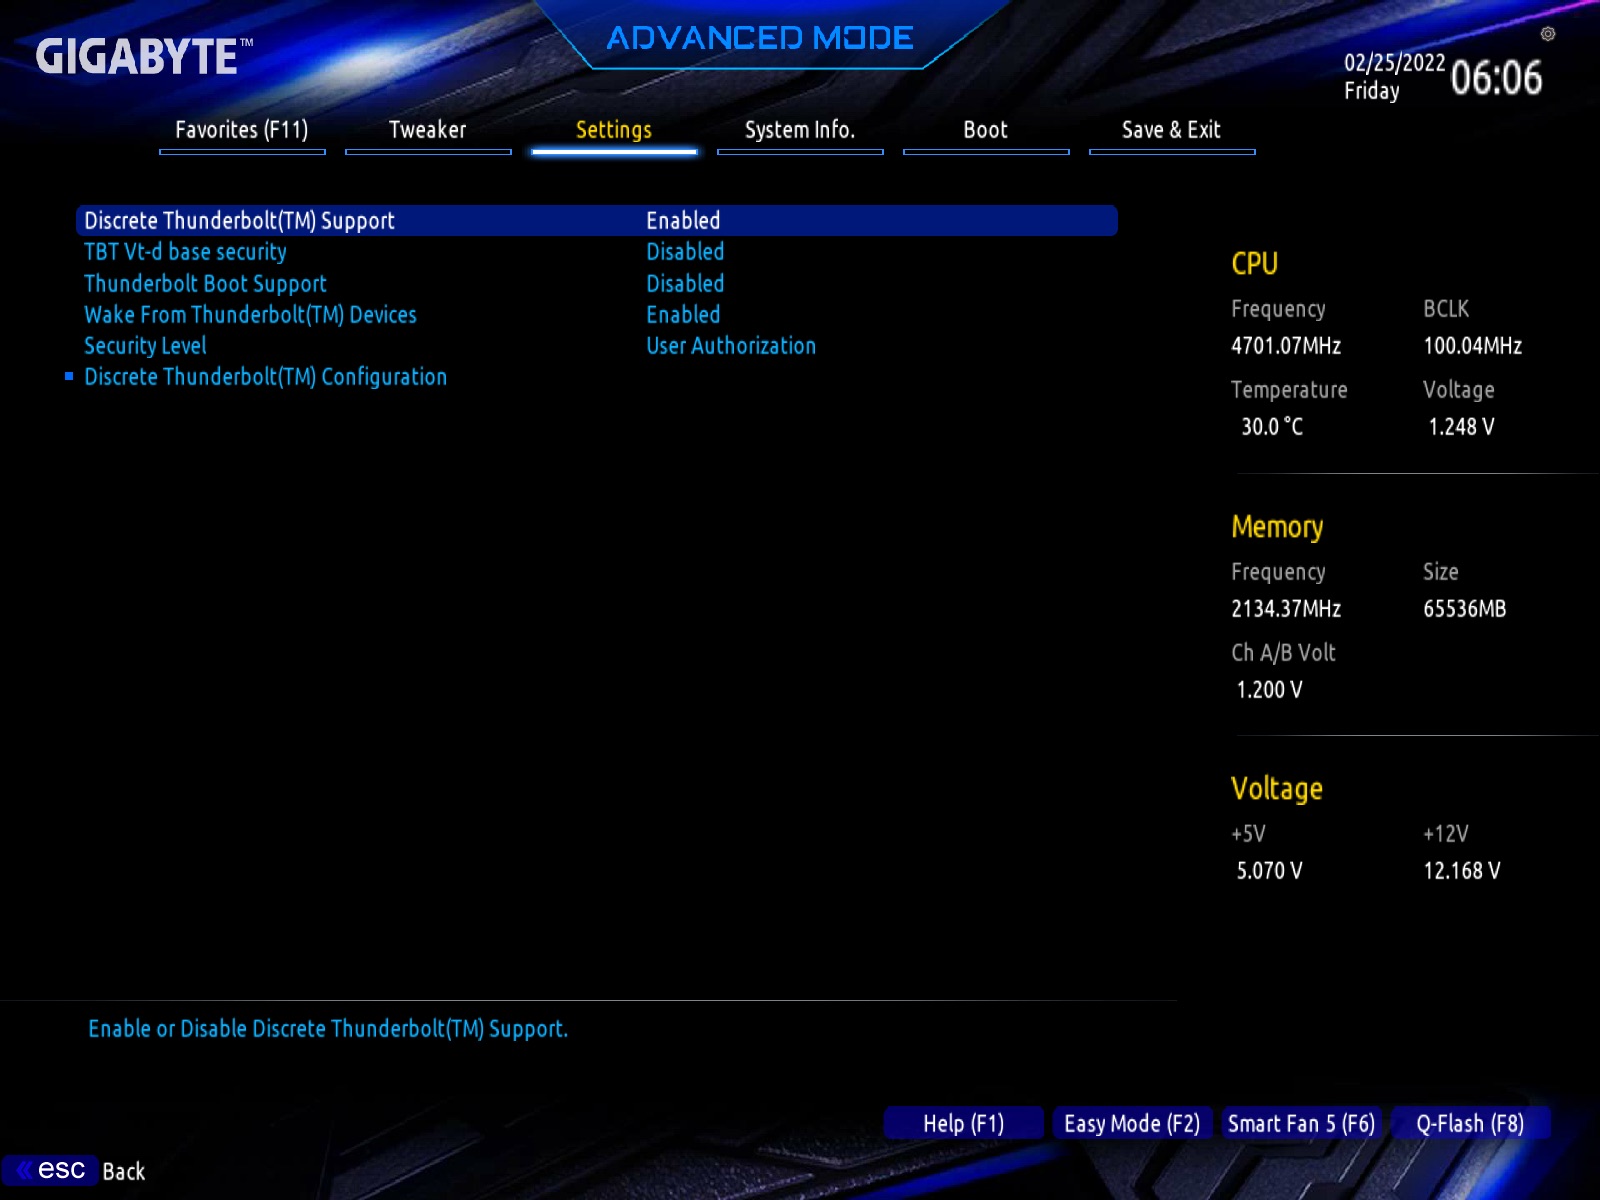 GIGABYTE™
ADVANCED MODE
02/25/2022
Friday
06:06
Favorites (F11) Tweaker Settings System Info. Boot Save & Exit
Discrete Thunderbolt(TM) Support Enabled
TBT Vt-d base security Disabled
Thunderbolt Boot Support Disabled
Wake From Thunderbolt(TM) Devices Enabled
Security Level User Authorization
Discrete Thunderbolt(TM) Configuration
CPU
Frequency BCLK
4701.07MHz 100.04MHz
Temperature Voltage
30.0 °C 1.248 V
Memory
Frequency Size
2134.37MHz 65536MB
Ch A/B Volt
1.200 V
Voltage
+5V +12V
5.070 V 12.168 V
Enable or Disable Discrete Thunderbolt(TM) Support.
Help (F1) Easy Mode (F2) Smart Fan 5 (F6) Q-Flash (F8)
esc Back